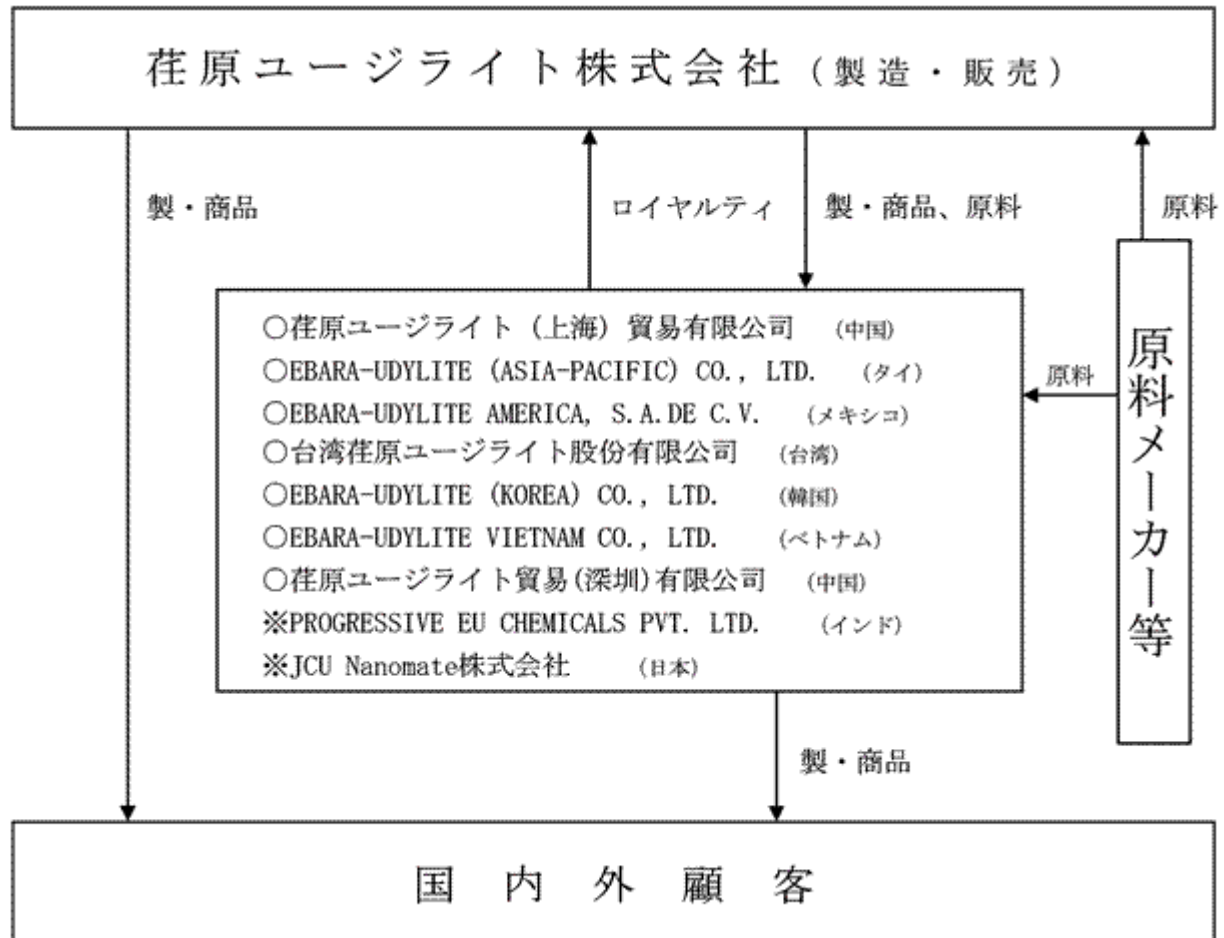 荏原ユージライト株式会社（製造・販売）
製・商品
ロイヤルティ
製・商品、原料
原料
○荏原ユージライト（上海）貿易有限公司 （中国）
○EBARA-UDYLITE (ASIA-PACIFIC) CO., LTD. （タイ）
○EBARA-UDYLITE AMERICA, S.A.DE C.V. （メキシコ）
○台湾荏原ユージライト股份有限公司 （台湾）
○EBARA-UDYLITE (KOREA) CO., LTD. （韓国）
○EBARA-UDYLITE VIETNAM CO., LTD. （ベトナム）
○荏原ユージライト貿易(深圳)有限公司 （中国）
※PROGRESSIVE EU CHEMICALS PVT. LTD. （インド）
※JCU Nanomate株式会社 （日本）
原料
原料メーカー等
製・商品
国内外顧客